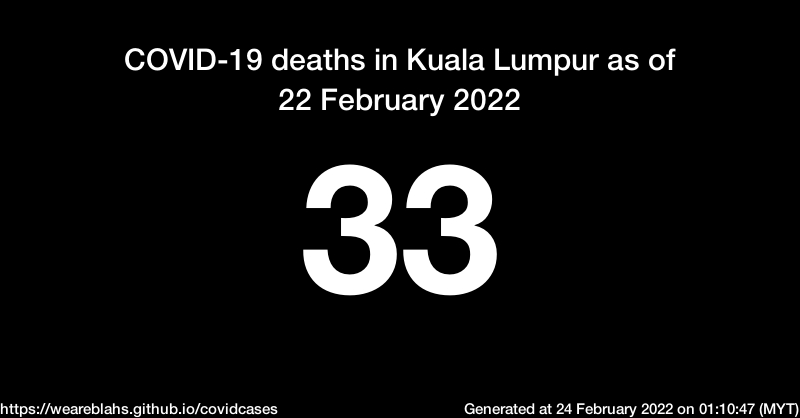 COVID-19 deaths in Kuala Lumpur as of
22 February 2022
33
https://weareblahs.github.io/covidcases
Generated at 24 February 2022 on 01:10:47 (MYT)